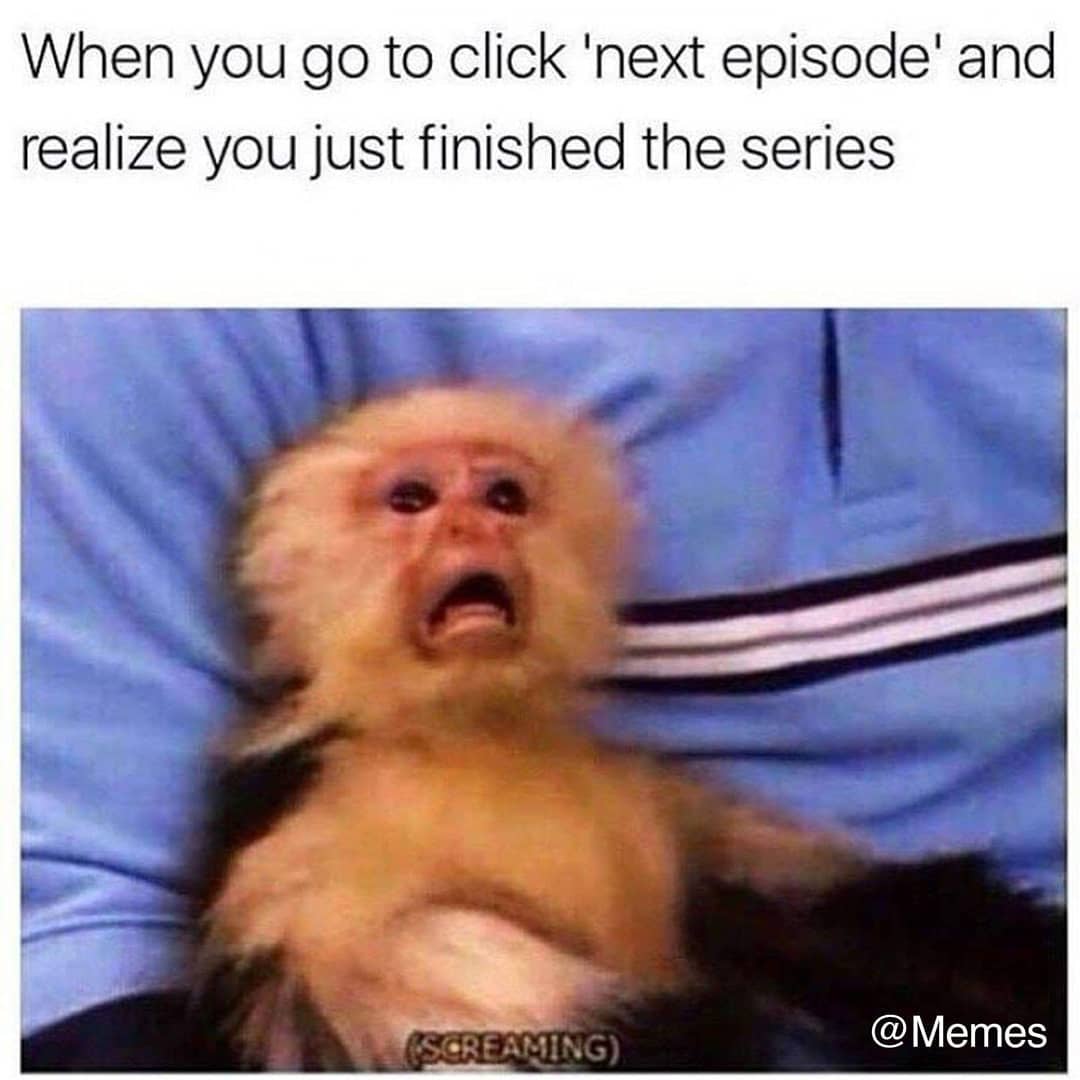 When you go to click 'next episode' and
realize you just finished the series
(SCREAMING)
@Memes